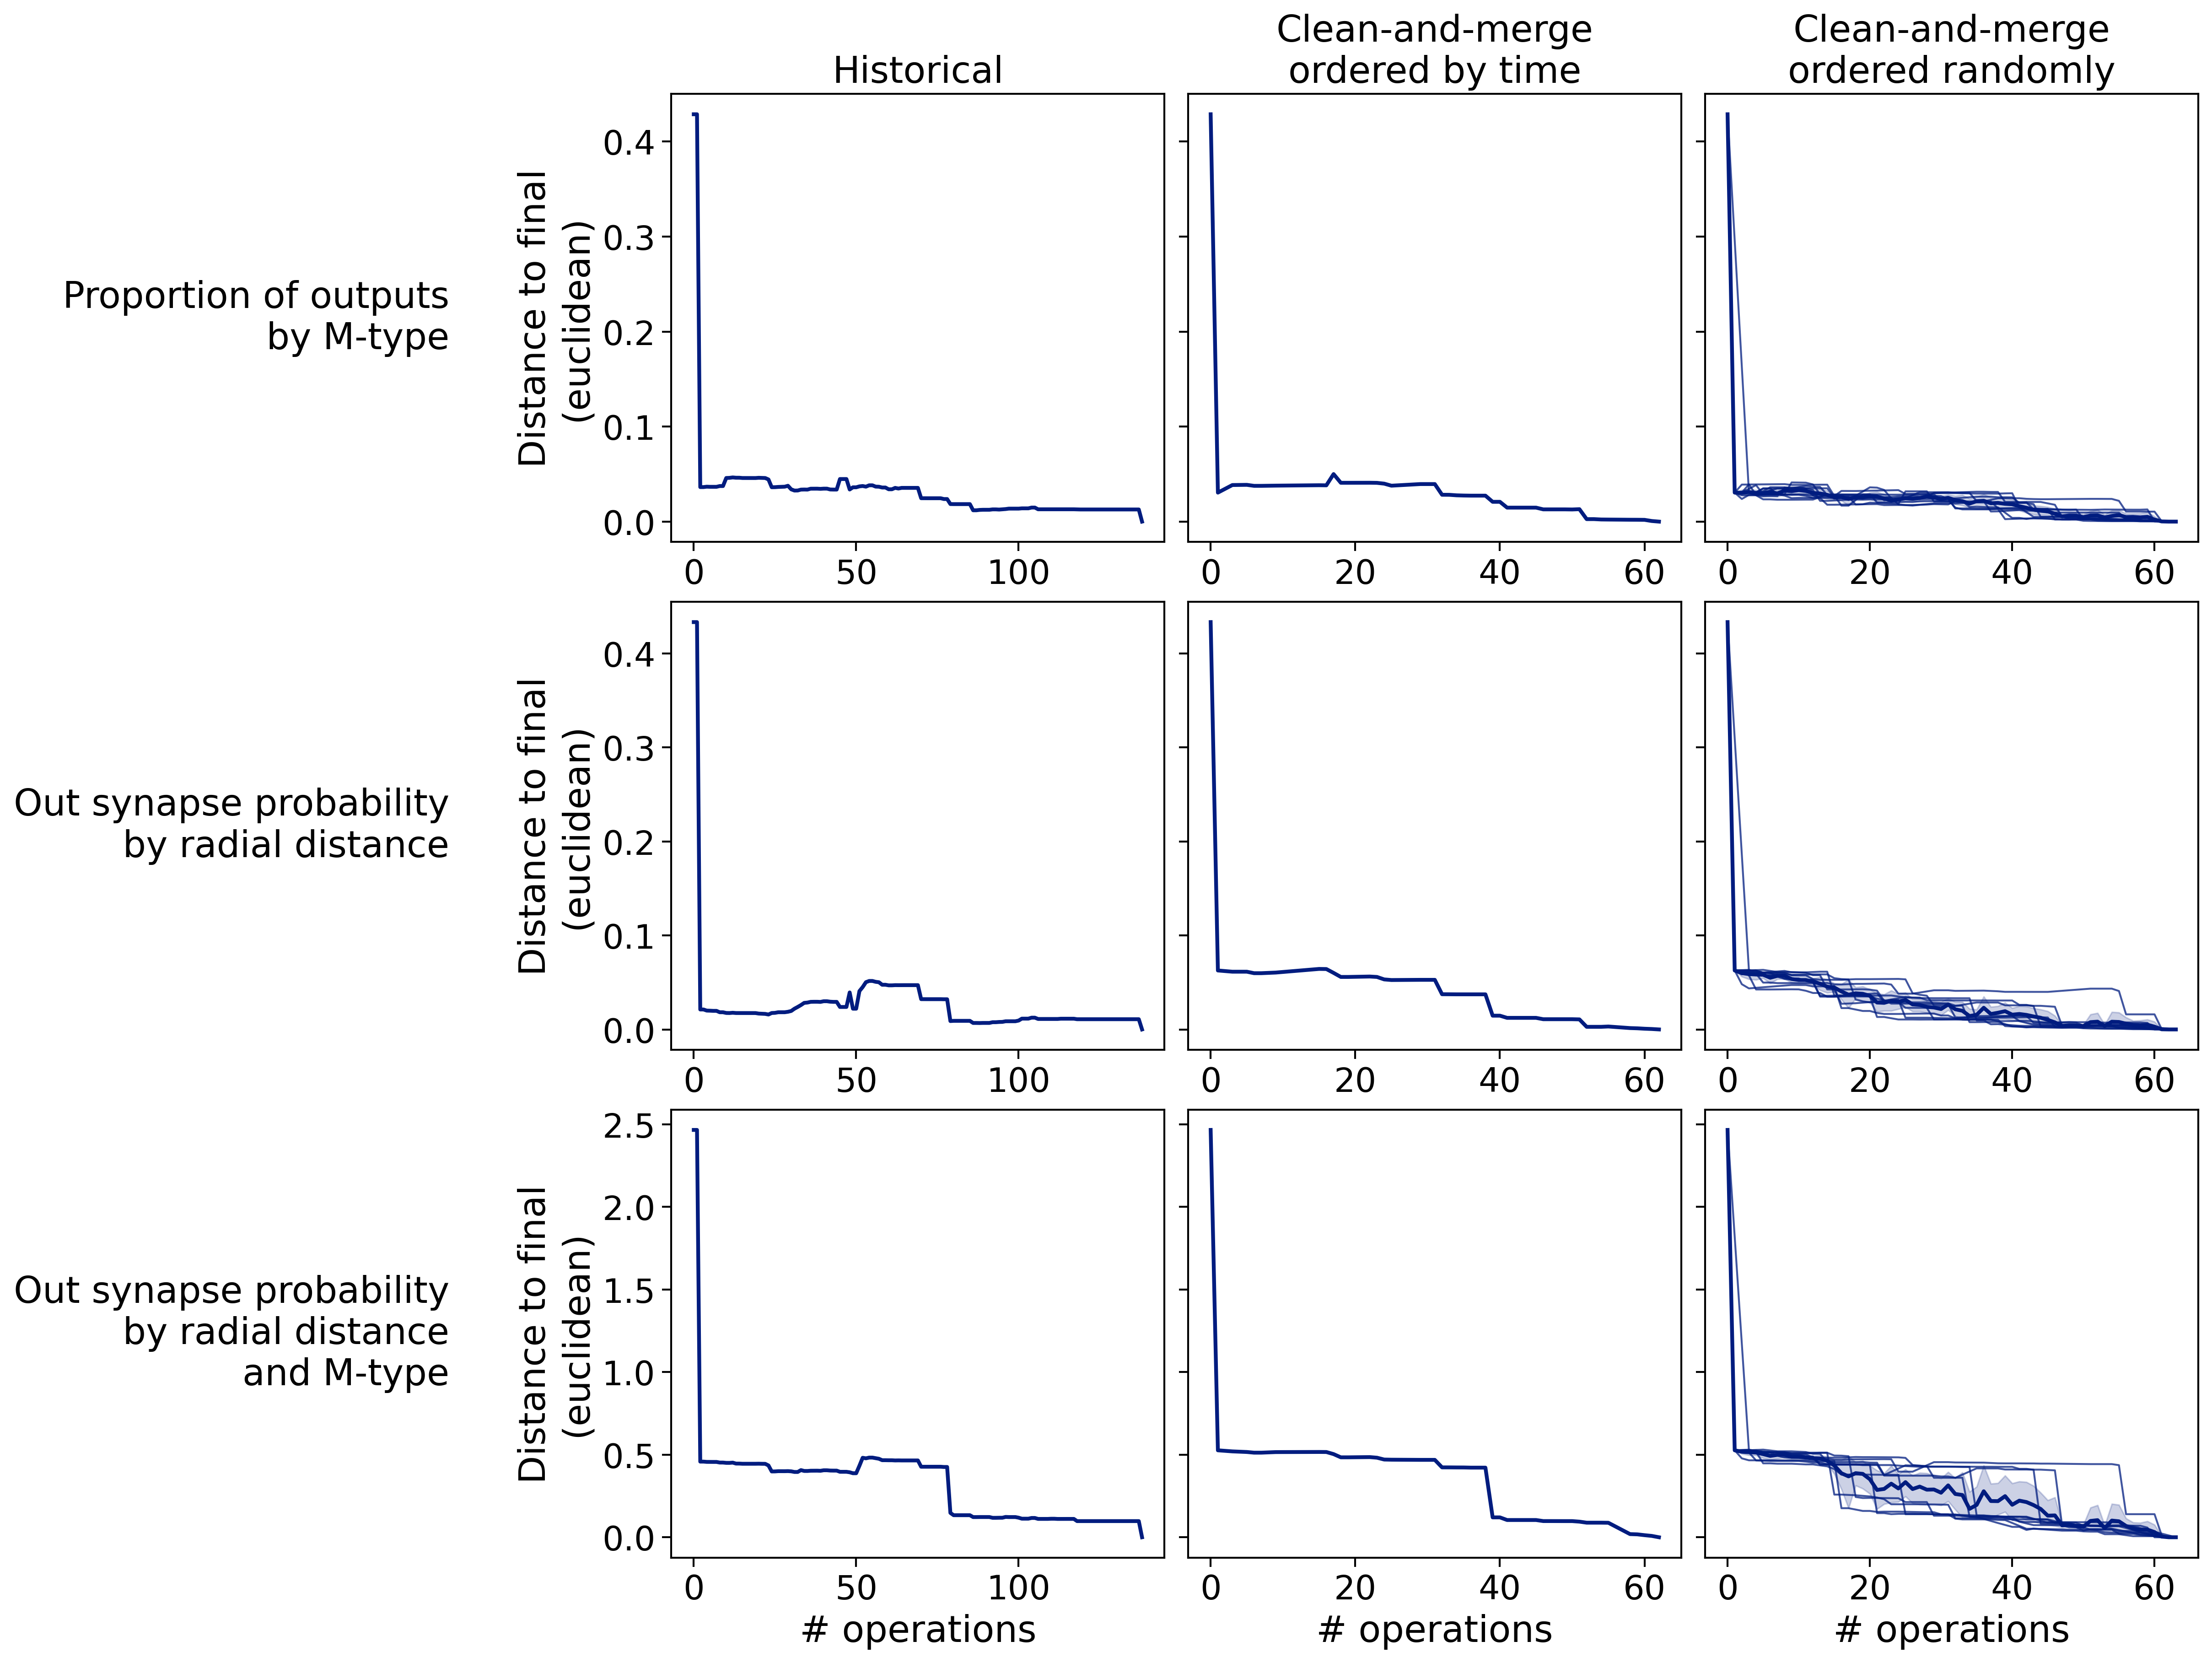 Historical
Clean-and-merge
ordered by time
Clean-and-merge
ordered randomly
Proportion of outputs
by M-type
Distance to final
(euclidean)
0.4
0.3
0.2
0.1
0.0
0 50 100
0 20 40 60
0 20 40 60
Out synapse probability
by radial distance
Distance to final
(euclidean)
0.4
0.3
0.2
0.1
0.0
0 50 100
0 20 40 60
0 20 40 60
Out synapse probability
by radial distance
and M-type
Distance to final
(euclidean)
2.5
2.0
1.5
1.0
0.5
0.0
0 50 100
0 20 40 60
0 20 40 60
# operations
# operations
# operations